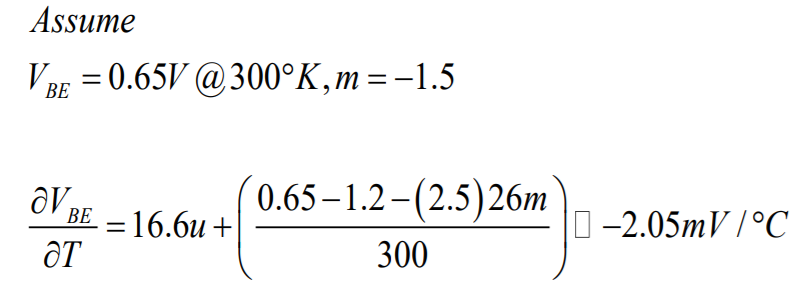 Assume
V_BE = 0.65V @ 300°K, m = −1.5
∂V_BE/∂T = 16.6u + ((0.65 − 1.2 − (2.5)26m)/300) □ −2.05mV / °C